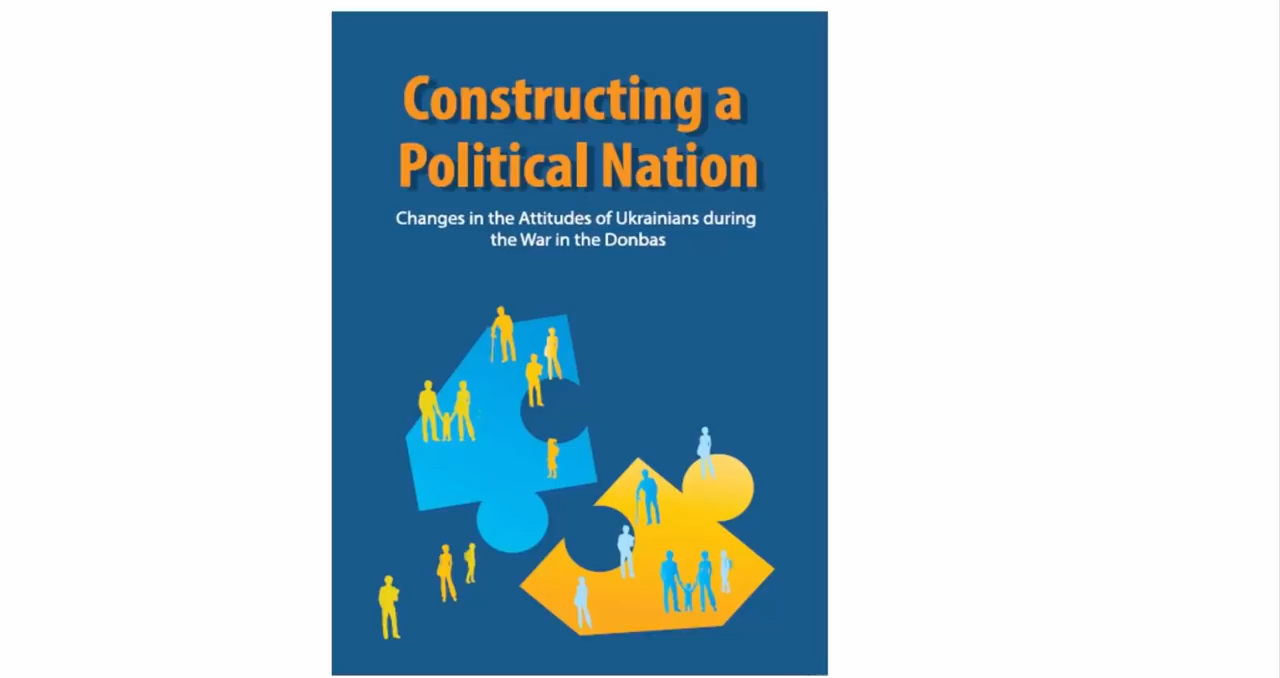 Constructing a
Political Nation
Changes in the Attitudes of Ukrainians during
the War in the Donbas